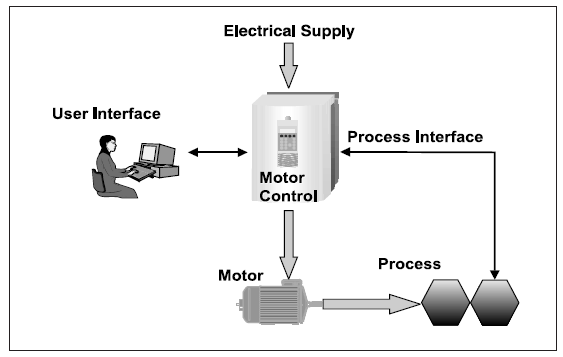 Electrical Supply
User Interface
Process Interface
Motor
Control
Motor
Process